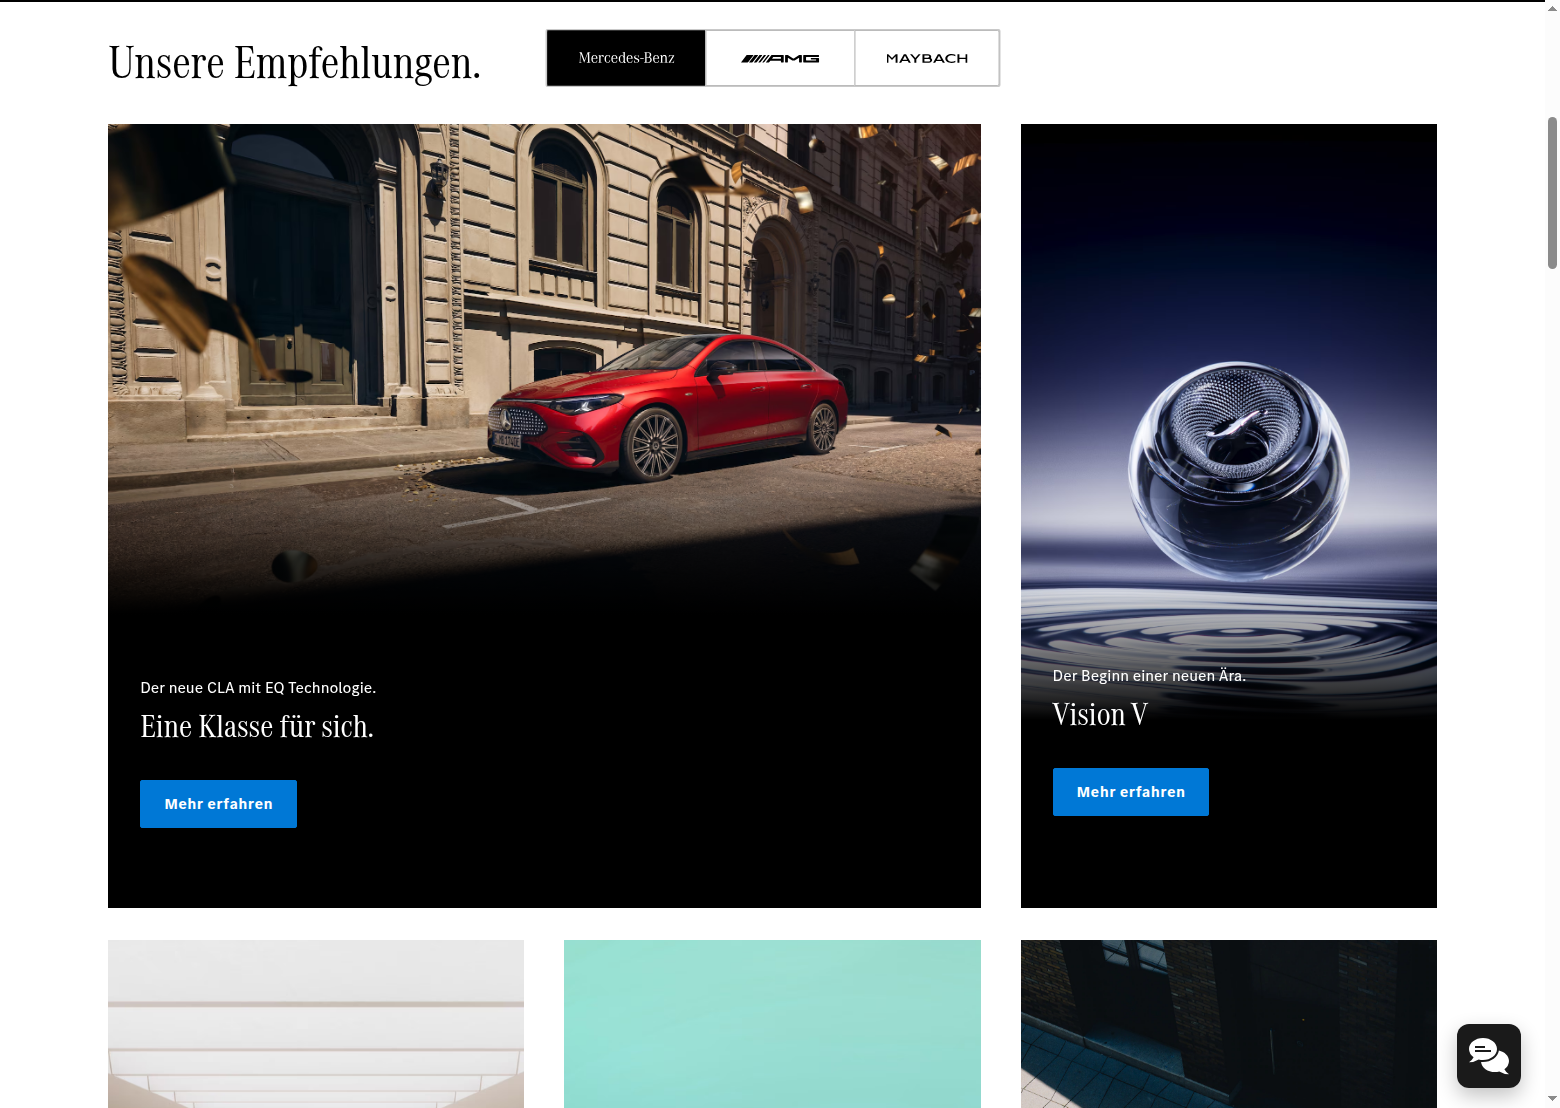 Unsere Empfehlungen.
Mercedes-Benz
AMG
MAYBACH
Der neue CLA mit EQ Technologie.
Eine Klasse für sich.
Mehr erfahren
Der Beginn einer neuen Ära.
Vision V
Mehr erfahren